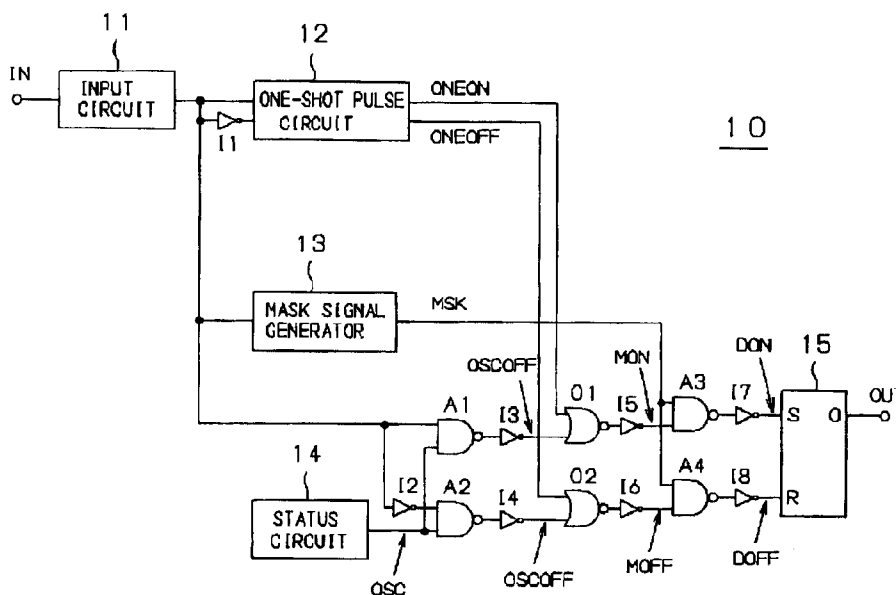 11
12
IN
INPUT
CIRCUIT
ONE-SHOT PULSE
CIRCUIT
ONEON
ONEOFF
I1
10
13
MASK SIGNAL
GENERATOR
MSK
OSCOFF
MON
DON
15
A1
I3
O1
I5
A3
I7
OUT
S
O
14
I2
A2
I4
O2
I6
A4
I8
R
STATUS
CIRCUIT
OSC
OSCOFF
MOFF
DOFF